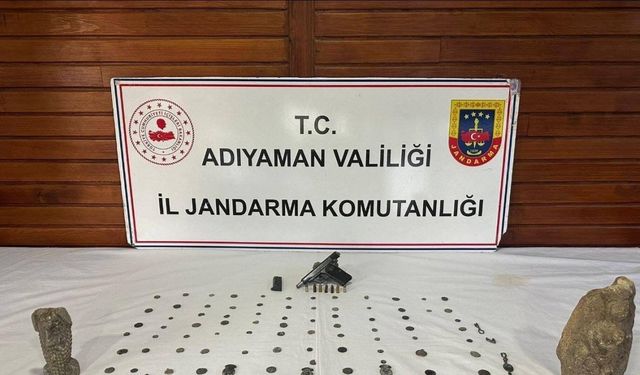 T.C.
ADIYAMAN VALİLİĞİ
İL JANDARMA KOMUTANLIĞI
JANDARMA